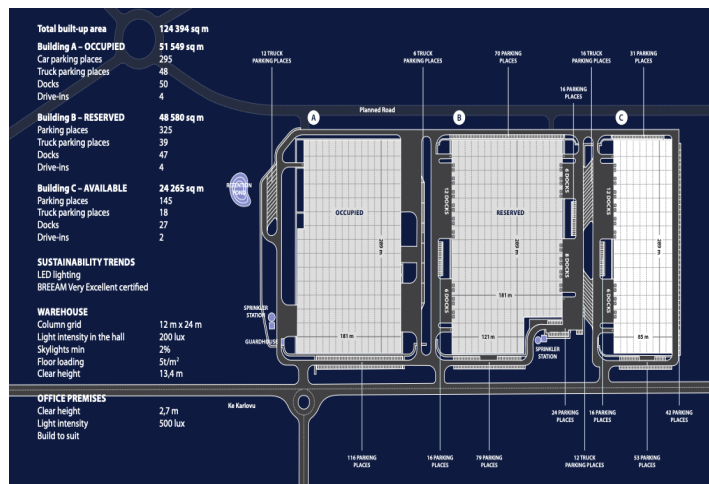 Total built-up area 124 394 sq m
Building A – OCCUPIED 51 549 sq m
Car parking places 295
Truck parking places 48
Docks 50
Drive-ins 4
Building B – RESERVED 48 580 sq m
Parking places 325
Truck parking places 39
Docks 47
Drive-ins 4
Building C – AVAILABLE 24 265 sq m
Parking places 145
Truck parking places 18
Docks 27
Drive-ins 2
SUSTAINABILITY TRENDS
LED lighting
BREEAM Very Excellent certified
WAREHOUSE
Column grid 12 m x 24 m
Light intensity in the hall 200 lux
Skylights min 2%
Floor loading 5t/m²
Clear height 13,4 m
OFFICE PREMISES
Clear height 2,7 m
Light intensity 500 lux
Build to suit
12 TRUCK
PARKING PLACES
6 TRUCK
PARKING PLACES
70 PARKING
PLACES
16 TRUCK
PARKING PLACES
31 PARKING
PLACES
16 PARKING
PLACES
Planned Road
A
B
C
RETENTION
POND
OCCUPIED
289 m
181 m
12 DOCKS
6 DOCKS
RESERVED
289 m
181 m
121 m
6 DOCKS
8 DOCKS
12 DOCKS
6 DOCKS
289 m
85 m
SPRINKLER
STATION
GUARDHOUSE
SPRINKLER
STATION
Ke Karlovu
24 PARKING
PLACES
16 PARKING
PLACES
42 PARKING
PLACES
116 PARKING
PLACES
16 PARKING
PLACES
79 PARKING
PLACES
12 TRUCK
PARKING PLACES
53 PARKING
PLACES